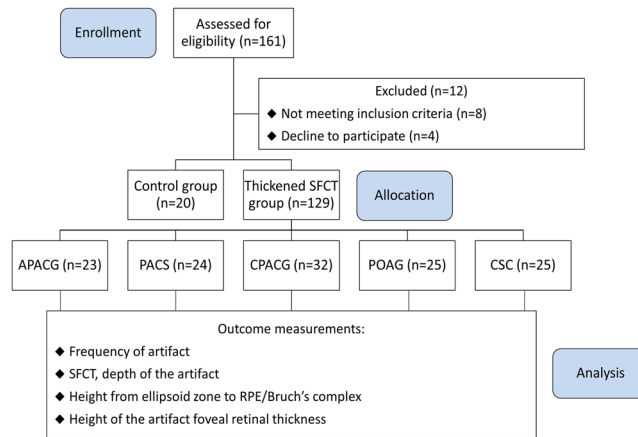 Enrollment
Assessed for
eligibility (n=161)
Excluded (n=12)
◆ Not meeting inclusion criteria (n=8)
◆ Decline to participate (n=4)
Control group
(n=20)
Thickened SFCT
group (n=129)
Allocation
APACG (n=23)
PACS (n=24)
CPACG (n=32)
POAG (n=25)
CSC (n=25)
Outcome measurements:
◆ Frequency of artifact
◆ SFCT, depth of the artifact
◆ Height from ellipsoid zone to RPE/Bruch's complex
◆ Height of the artifact foveal retinal thickness
Analysis